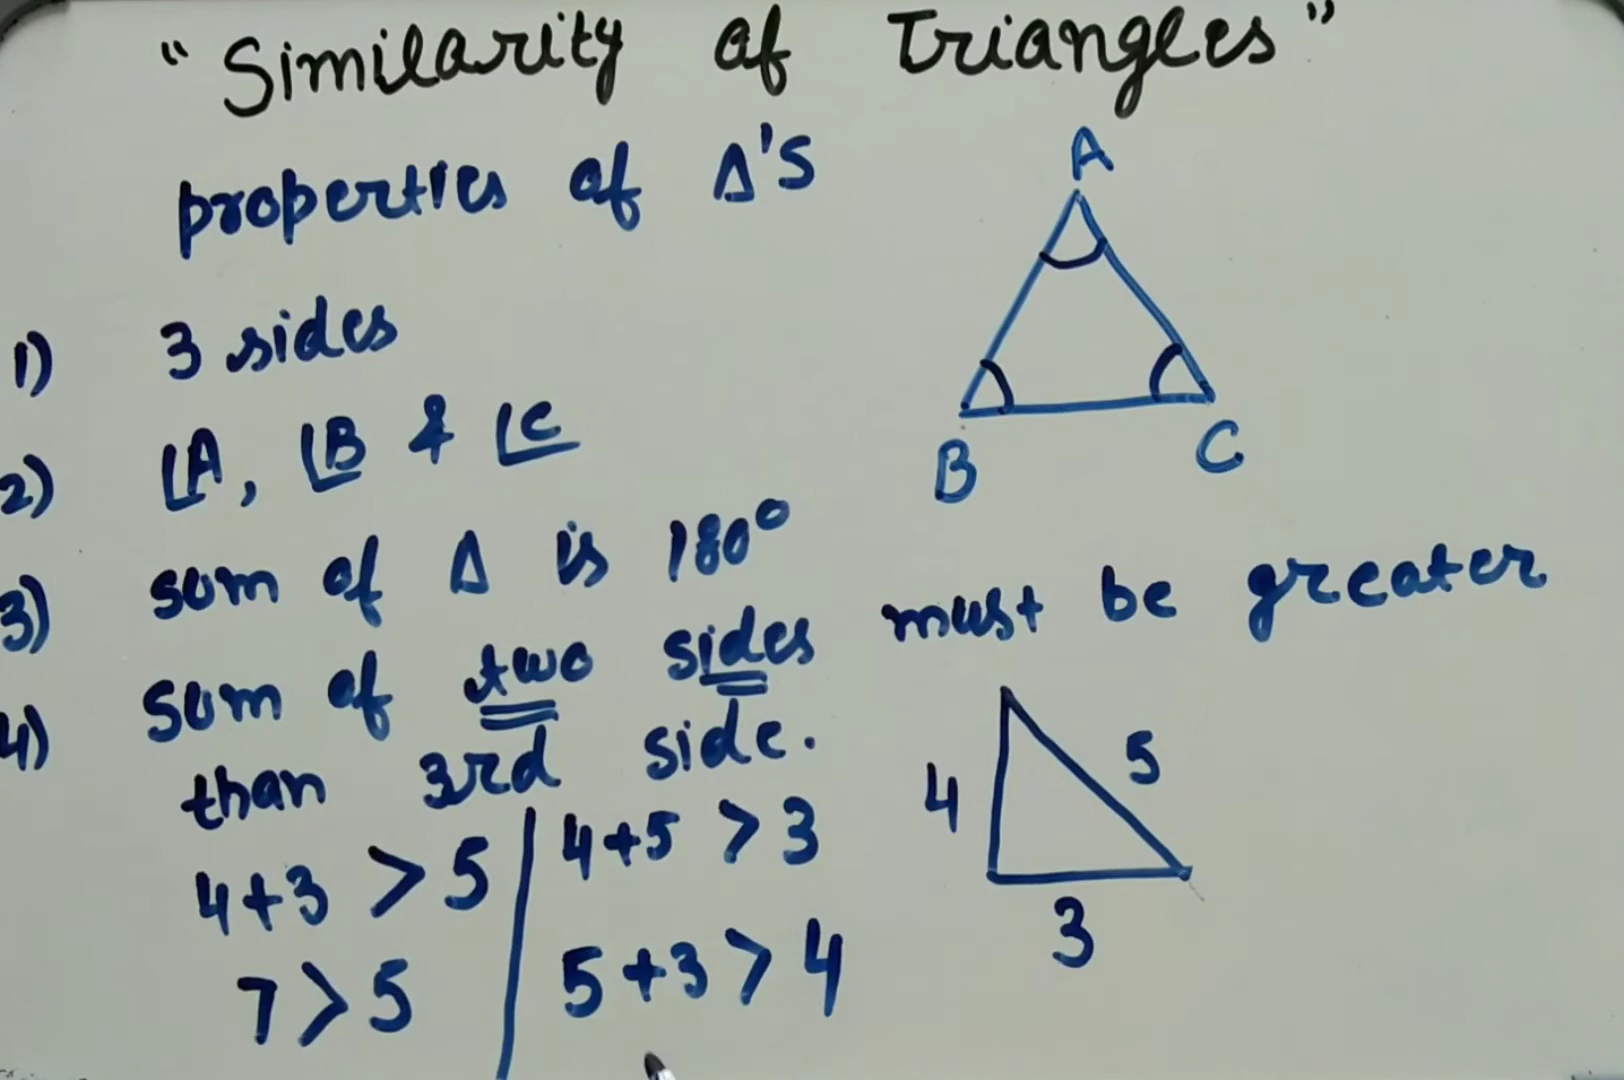 "Similarity of Triangles"
properties of Δ's
1) 3 sides
2) ∠A, ∠B & ∠C
3) sum of Δ is 180°
4) sum of two sides must be greater
than 3rd side.
4+3 > 5
7 > 5
4+5 > 3
5+3 > 4
A
B
C
4
5
3